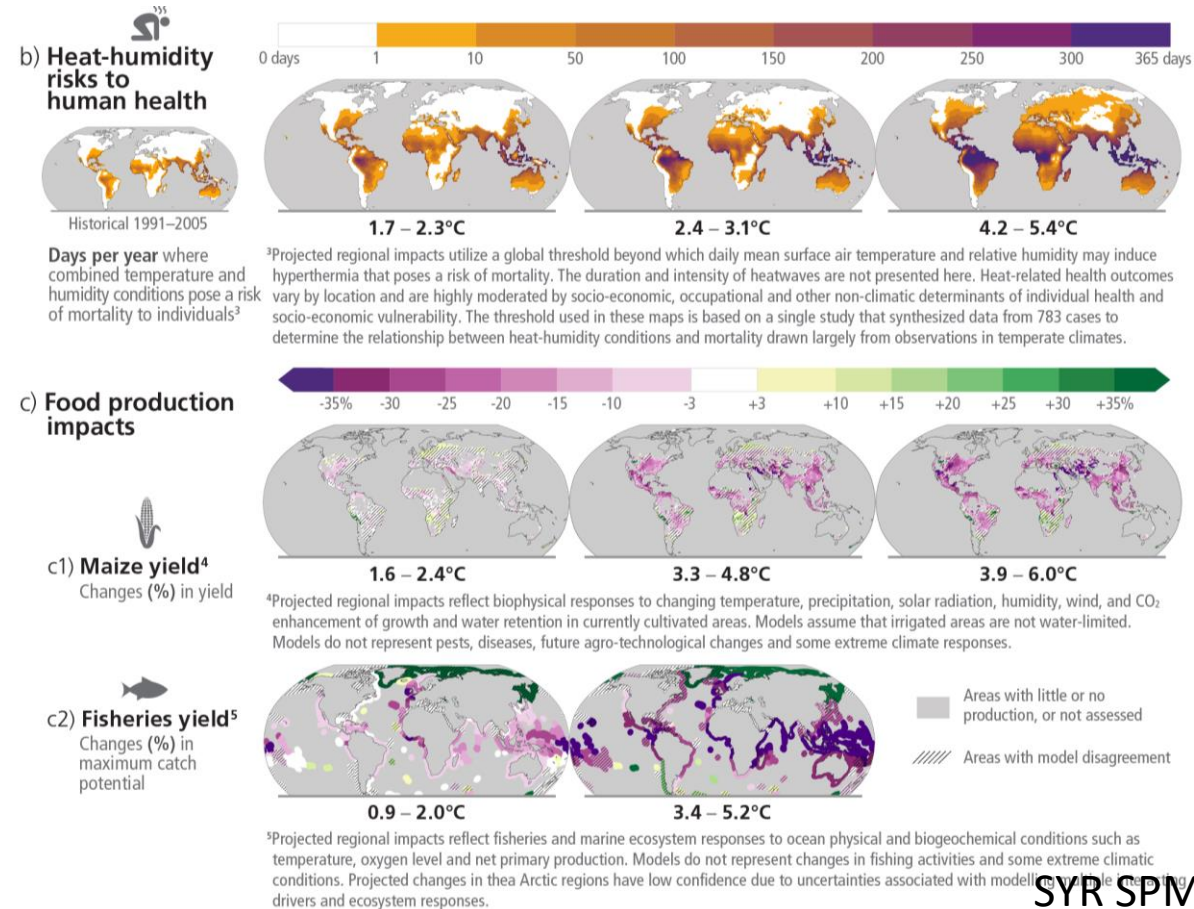 b) Heat-humidity
risks to
human health
0 days 1 10 50 100 150 200 250 300 365 days
Historical 1991–2005
1.7 – 2.3°C 2.4 – 3.1°C 4.2 – 5.4°C
Days per year where
combined temperature and
humidity conditions pose a risk
of mortality to individuals³
³Projected regional impacts utilize a global threshold beyond which daily mean surface air temperature and relative humidity may induce
hyperthermia that poses a risk of mortality. The duration and intensity of heatwaves are not presented here. Heat-related health outcomes
vary by location and are highly moderated by socio-economic, occupational and other non-climatic determinants of individual health and
socio-economic vulnerability. The threshold used in these maps is based on a single study that synthesized data from 783 cases to
determine the relationship between heat-humidity conditions and mortality drawn largely from observations in temperate climates.
c) Food production
impacts
-35% -30 -25 -20 -15 -10 -3 +3 +10 +15 +20 +25 +30 +35%
c1) Maize yield⁴
Changes (%) in yield
1.6 – 2.4°C 3.3 – 4.8°C 3.9 – 6.0°C
⁴Projected regional impacts reflect biophysical responses to changing temperature, precipitation, solar radiation, humidity, wind, and CO₂
enhancement of growth and water retention in currently cultivated areas. Models assume that irrigated areas are not water-limited.
Models do not represent pests, diseases, future agro-technological changes and some extreme climate responses.
c2) Fisheries yield⁵
Changes (%) in
maximum catch
potential
0.9 – 2.0°C 3.4 – 5.2°C
Areas with little or no
production, or not assessed
Areas with model disagreement
⁵Projected regional impacts reflect fisheries and marine ecosystem responses to ocean physical and biogeochemical conditions such as
temperature, oxygen level and net primary production. Models do not represent changes in fishing activities and some extreme climatic
conditions. Projected changes in thea Arctic regions have low confidence due to uncertainties associated with modelling multiple interacting
drivers and ecosystem responses.
SYR SPM